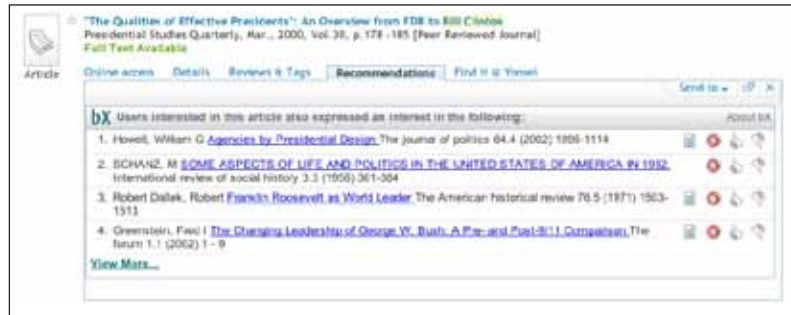 "The Qualities of Effective Presidents": An Overview from FDR to Bill Clinton
Presidential Studies Quarterly, Mar., 2000, Vol 30, p.178 -185 [Peer Reviewed Journal]
Full Text Available
Article
Online access Details Reviews & Tags Recommendations Find It @ Yonsei
Send to
bX Users interested in this article also expressed an interest in the following: About bX
1. Howell, William G Agencies by Presidential Design The journal of politics 64.4 (2002) 1095-1114
2. SCHANZ, M SOME ASPECTS OF LIFE AND POLITICS IN THE UNITED STATES OF AMERICA IN 1932.
International review of social history 3.3 (1958) 361-384
3. Robert Dallek, Robert Franklin Roosevelt as World Leader The American historical review 76.5 (1971) 1503-
1513
4. Greenstein, Fred I The Changing Leadership of George W. Bush: A Pre- and Post-9/11 Comparison The
forum 1.1 (2002) 1 - 9
View More...